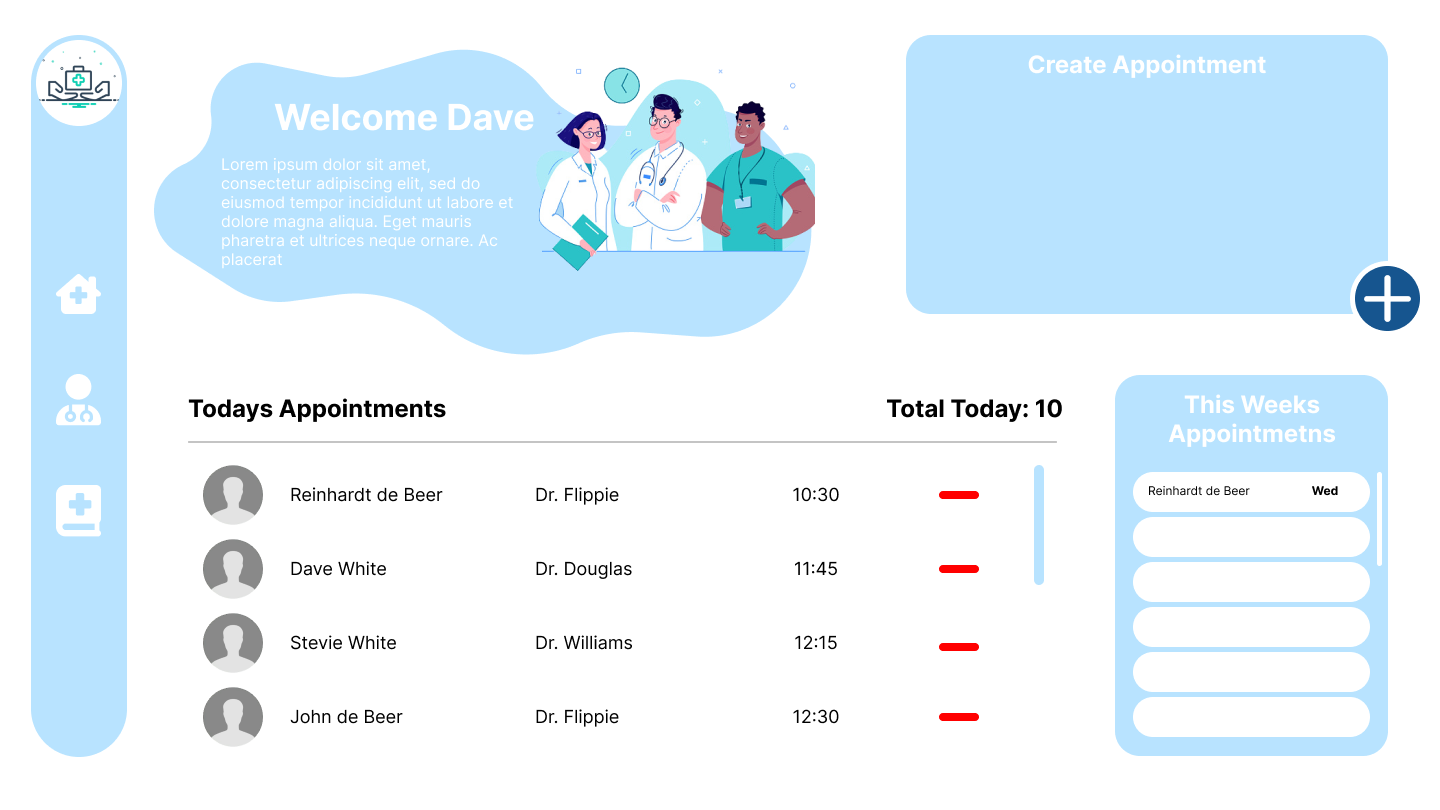 Welcome Dave
Lorem ipsum dolor sit amet,
consectetur adipiscing elit, sed do
eiusmod tempor incididunt ut labore et
dolore magna aliqua. Eget mauris
pharetra et ultrices neque ornare. Ac
placerat
Create Appointment
Todays Appointments
Total Today: 10
Reinhardt de Beer Dr. Flippie 10:30
Dave White Dr. Douglas 11:45
Stevie White Dr. Williams 12:15
John de Beer Dr. Flippie 12:30
This Weeks
Appointmetns
Reinhardt de Beer Wed